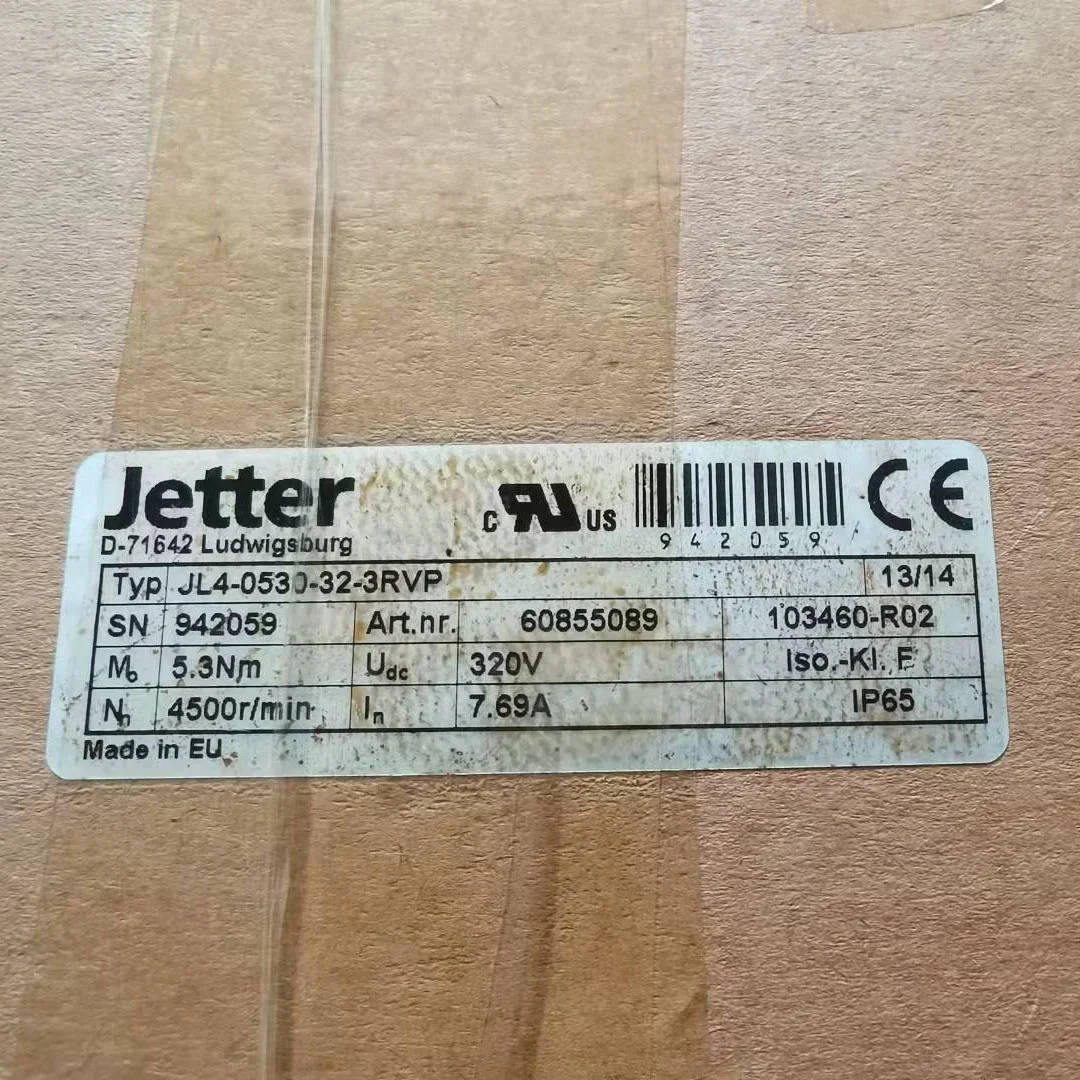 Jetter
c RU US
942059
CE
D-71642 Ludwigsburg
Typ JL4-0530-32-3RVP 13/14
SN 942059 Art.nr. 60855089 103460-R02
M₀ 5.3Nm Udc 320V Iso.-Kl. F
Nn 4500r/min In 7.69A IP65
Made in EU